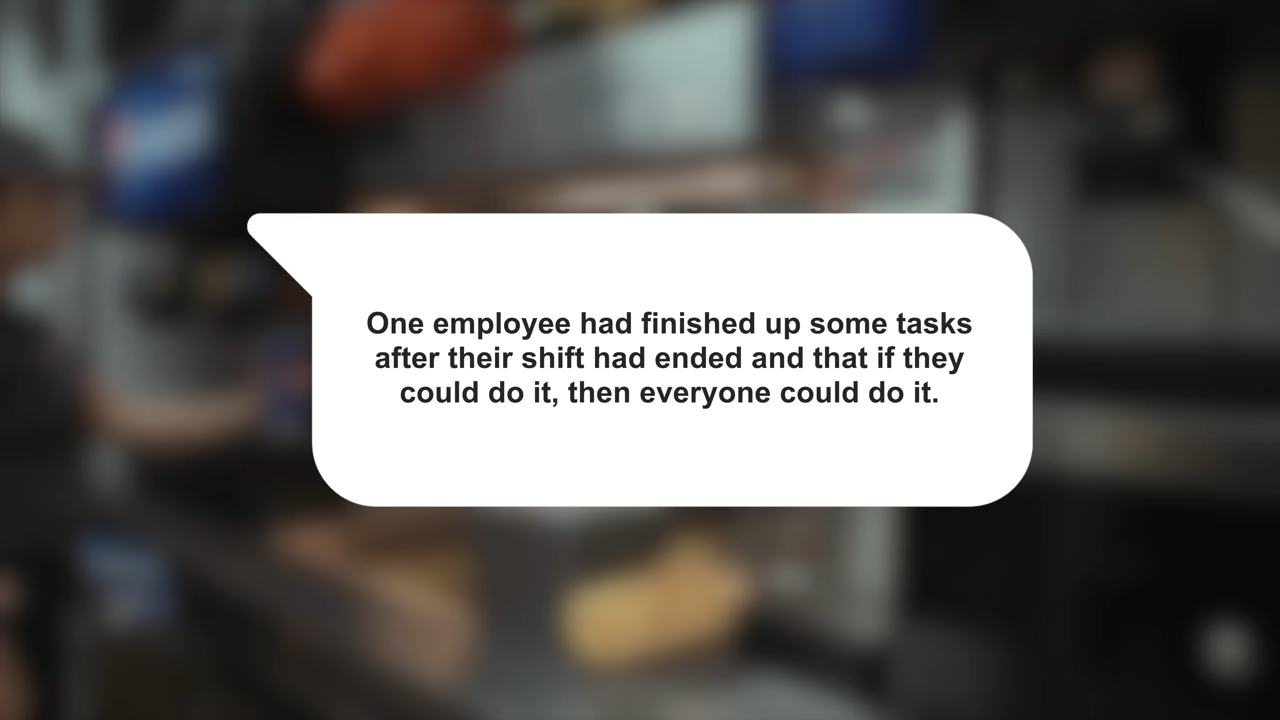 One employee had finished up some tasks
after their shift had ended and that if they
could do it, then everyone could do it.